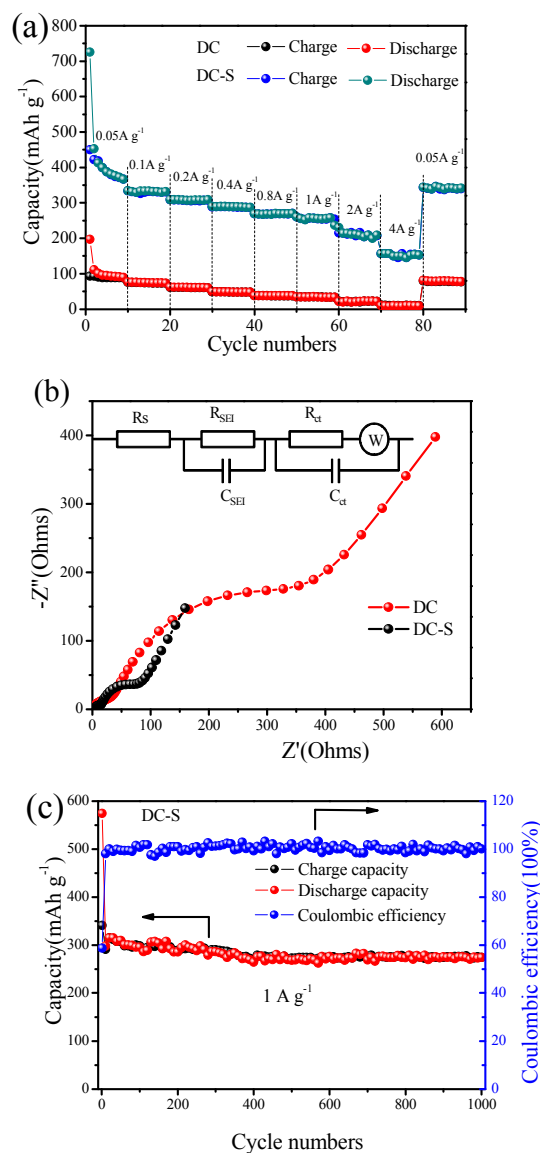 (a)
DC Charge Discharge
DC-S Charge Discharge
0.05A g-1
0.1A g-1
0.2A g-1
0.4A g-1
0.8A g-1
1A g-1
2A g-1
4A g-1
0.05A g-1
Capacity(mAh g-1)
800
700
600
500
400
300
200
100
0
0 20 40 60 80
Cycle numbers
(b)
Rs RSEI Rct W
CSEI Cct
-Z''(Ohms)
400
300
200
100
0
DC
DC-S
0 100 200 300 400 500 600
Z'(Ohms)
(c)
DC-S
Charge capacity
Discharge capacity
Coulombic efficiency
1 A g-1
Capacity(mAh g-1)
600
500
400
300
200
100
0
Coulombic efficiency(100%)
120
100
80
60
40
20
0
0 200 400 600 800 1000
Cycle numbers